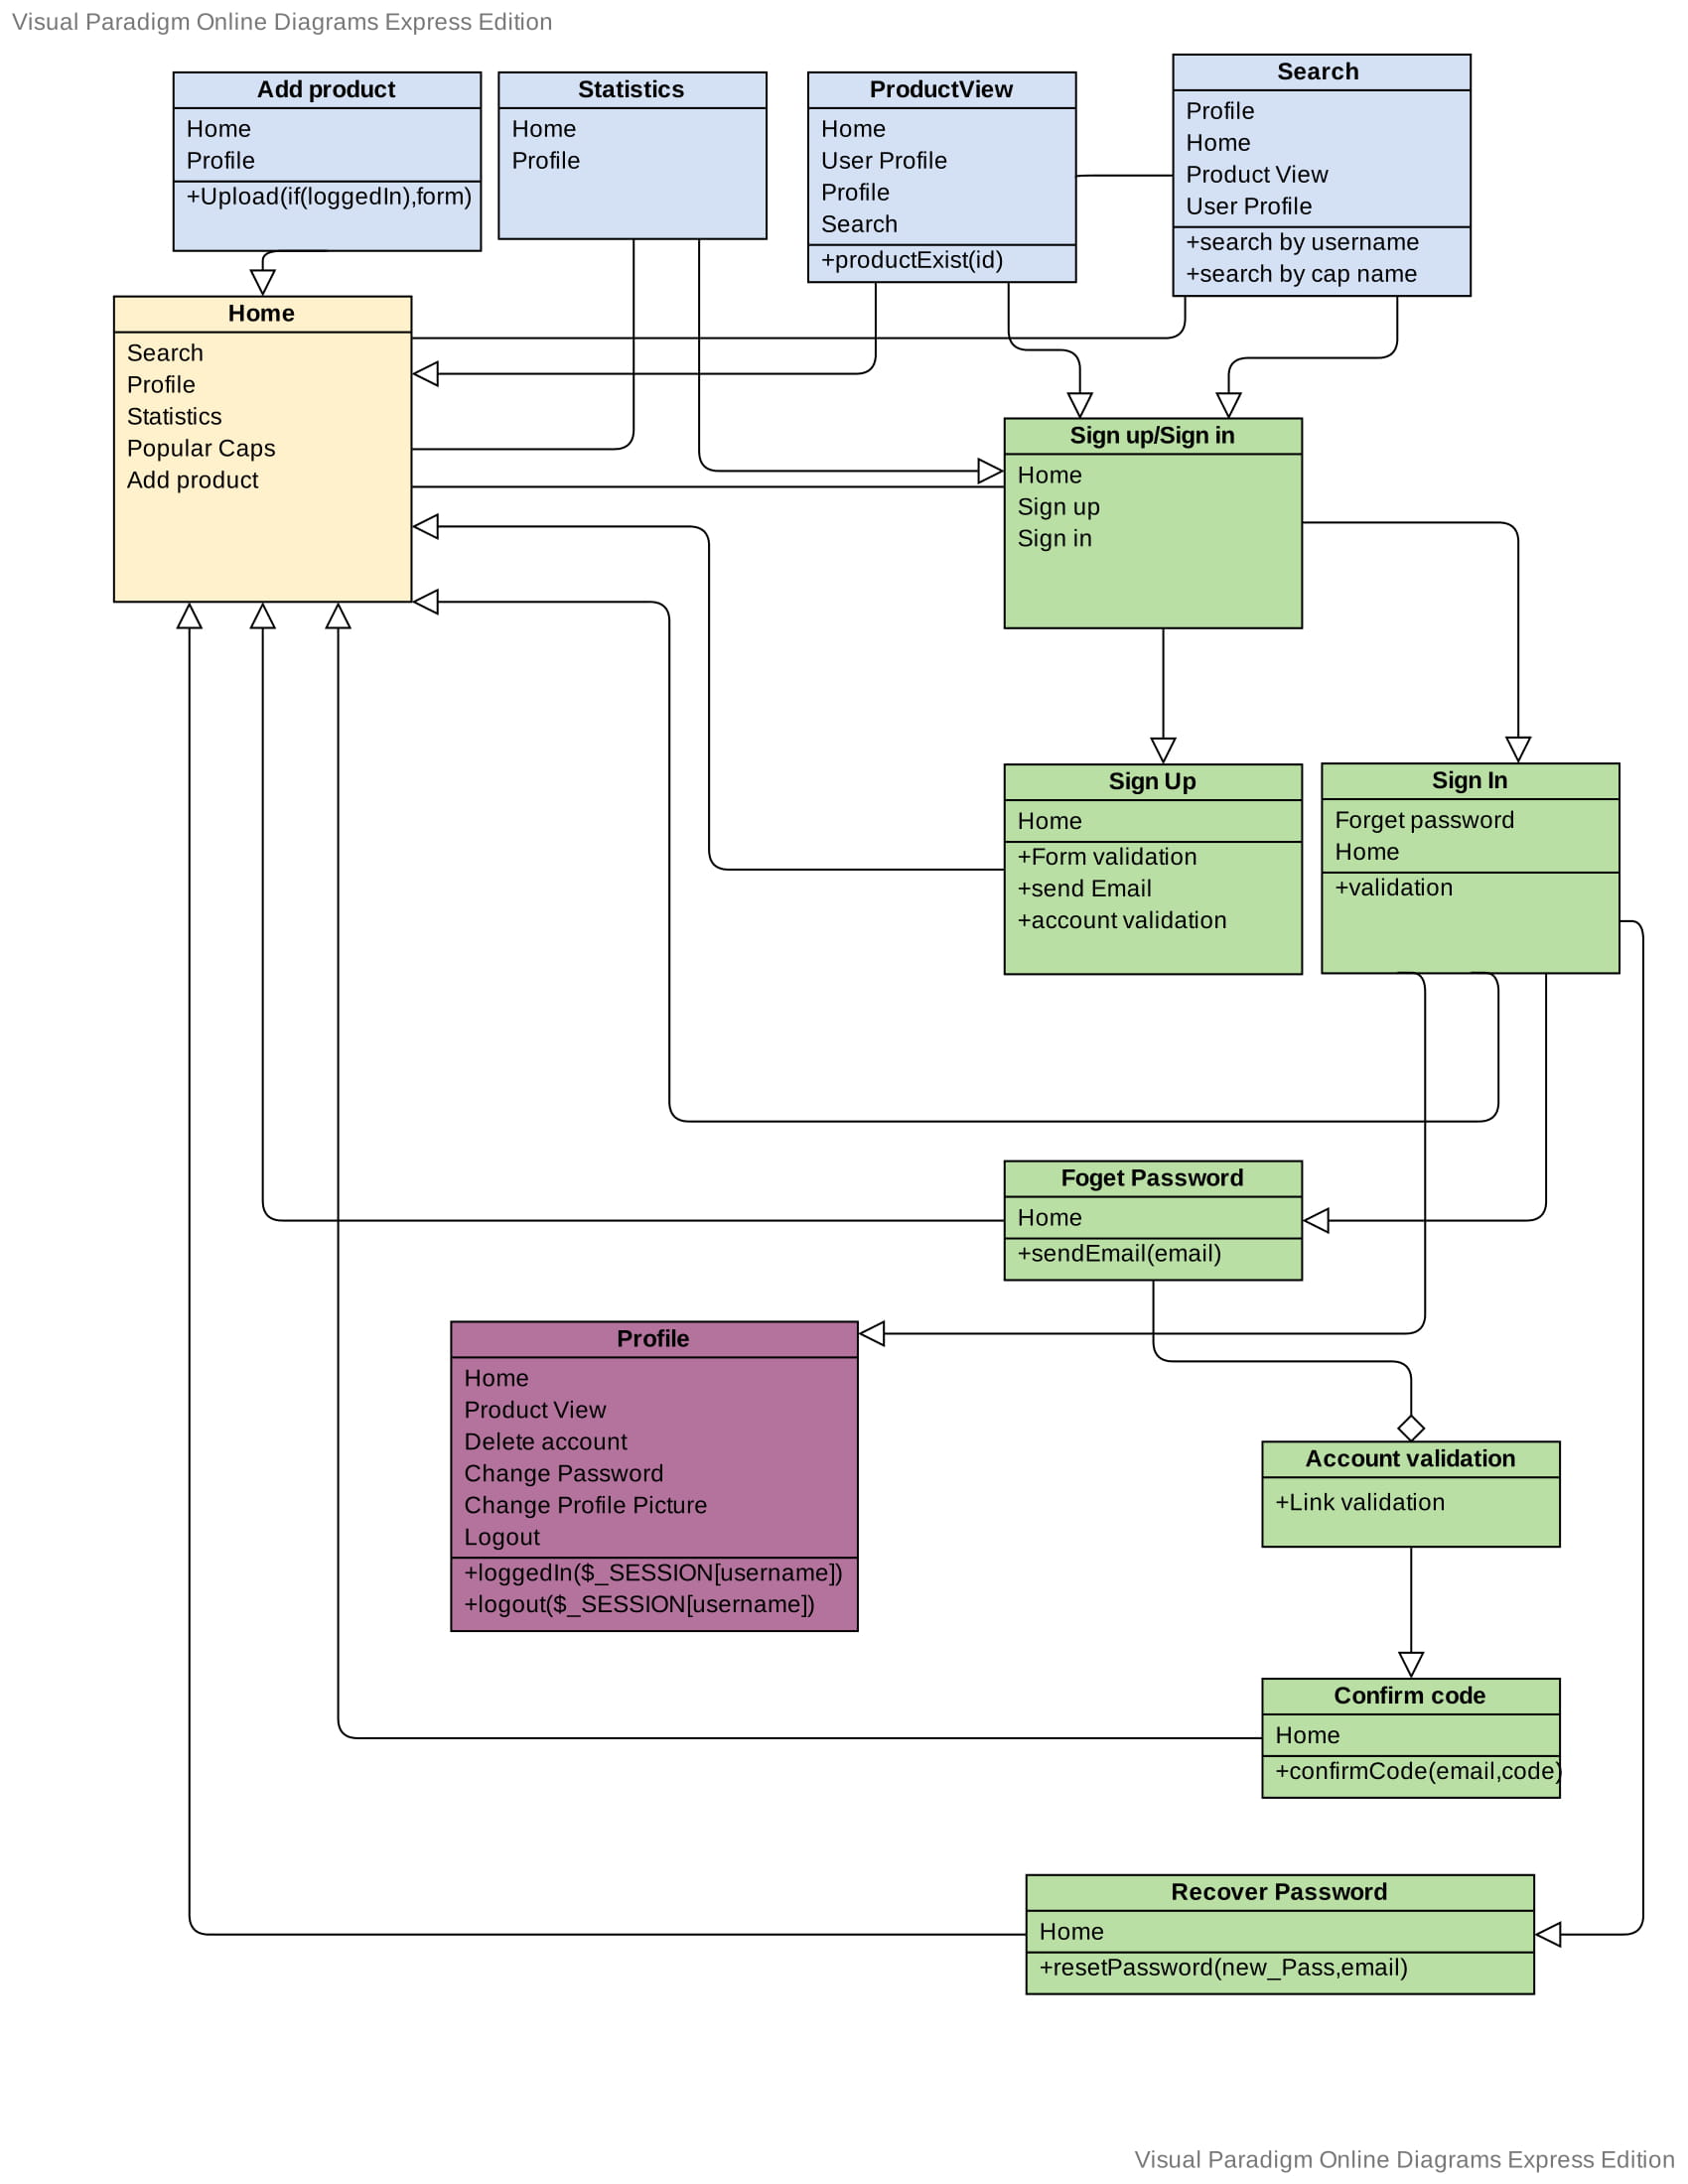 Visual Paradigm Online Diagrams Express Edition
Add product
Home
Profile
+Upload(if(loggedIn),form)
Statistics
Home
Profile
ProductView
Home
User Profile
Profile
Search
+productExist(id)
Search
Profile
Home
Product View
User Profile
+search by username
+search by cap name
Home
Search
Profile
Statistics
Popular Caps
Add product
Sign up/Sign in
Home
Sign up
Sign in
Sign Up
Home
+Form validation
+send Email
+account validation
Sign In
Forget password
Home
+validation
Foget Password
Home
+sendEmail(email)
Profile
Home
Product View
Delete account
Change Password
Change Profile Picture
Logout
+loggedIn($_SESSION[username])
+logout($_SESSION[username])
Account validation
+Link validation
Confirm code
Home
+confirmCode(email,code)
Recover Password
Home
+resetPassword(new_Pass,email)
Visual Paradigm Online Diagrams Express Edition